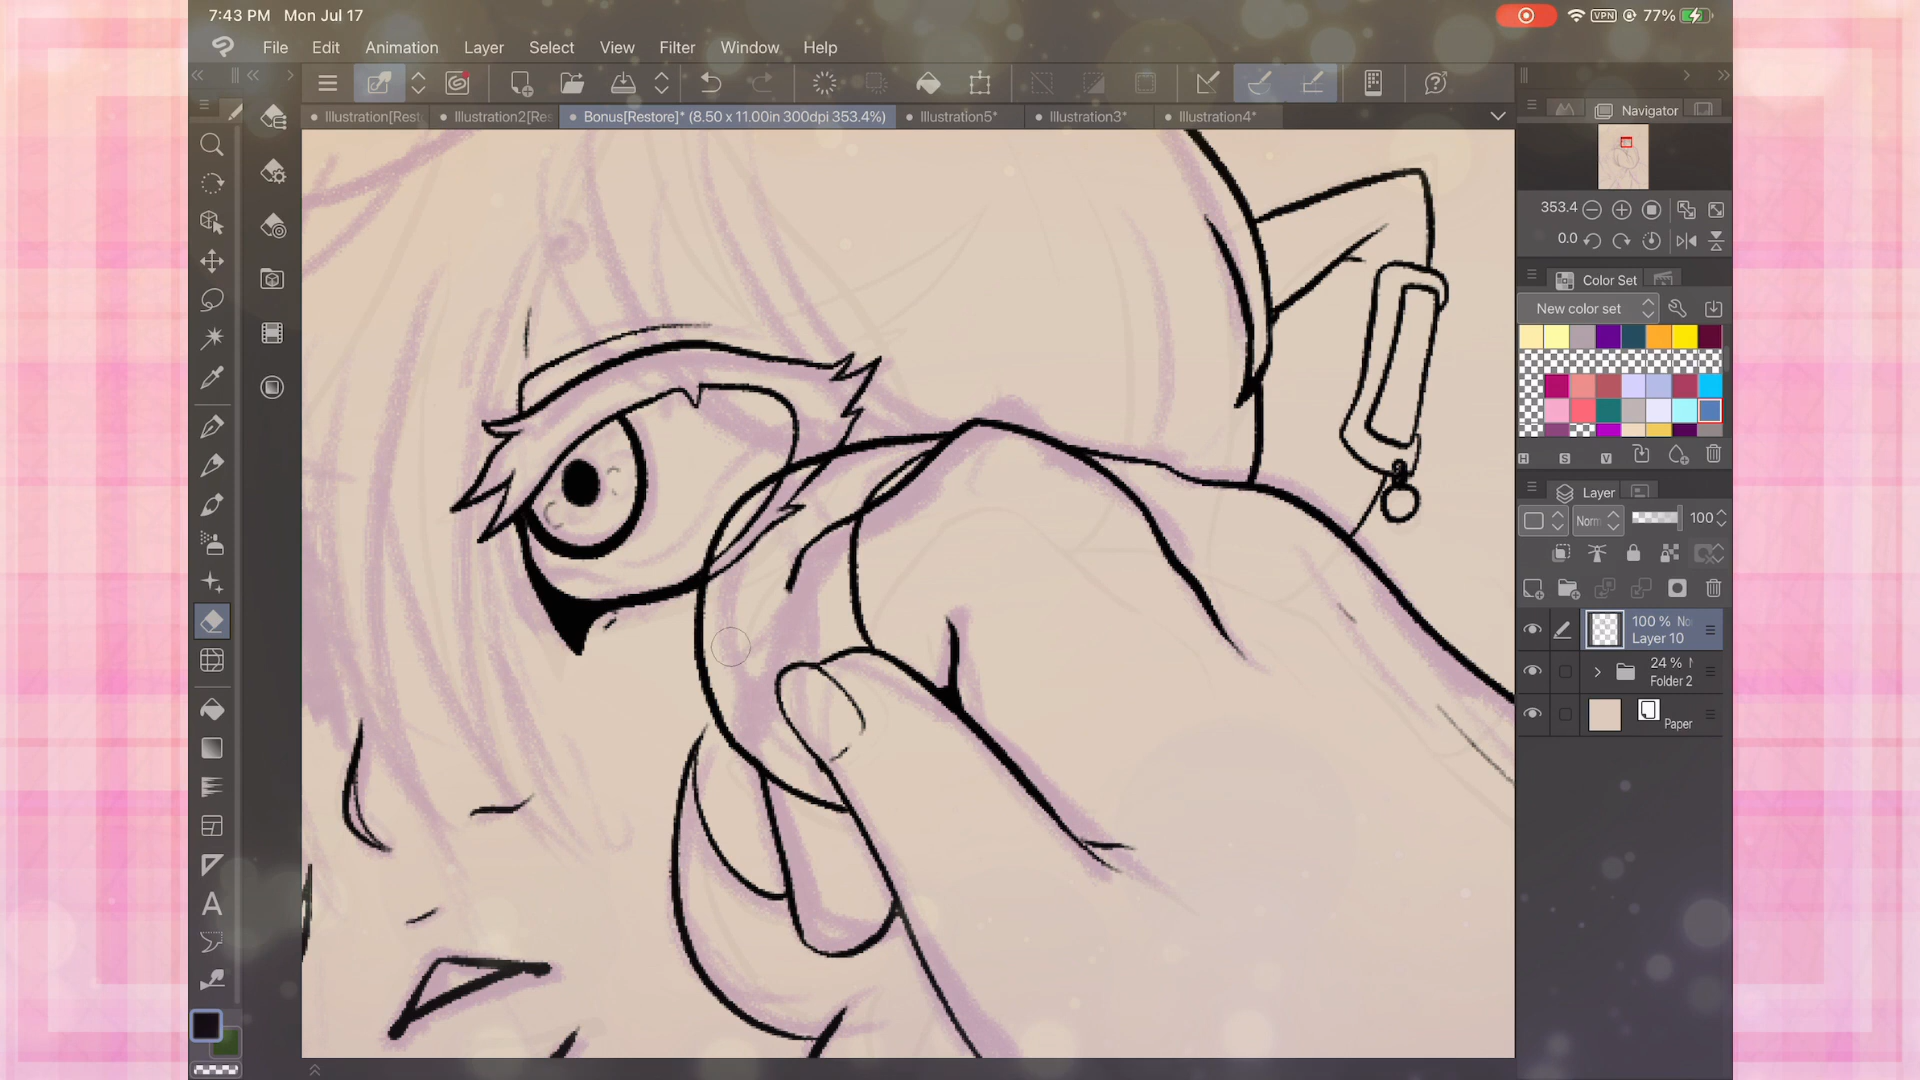 7:43 PM Mon Jul 17
VPN 77%
File Edit Animation Layer Select View Filter Window Help
Illustration[Rest Illustration2[Res Bonus[Restore]* (8.50 x 11.00in 300dpi 353.4%) Illustration5* Illustration3* Illustration4*
Navigator
353.4
0.0
Color Set
New color set
H S V
Layer
Norm 100
100 % No
Layer 10
24 %
Folder 2
Paper
A